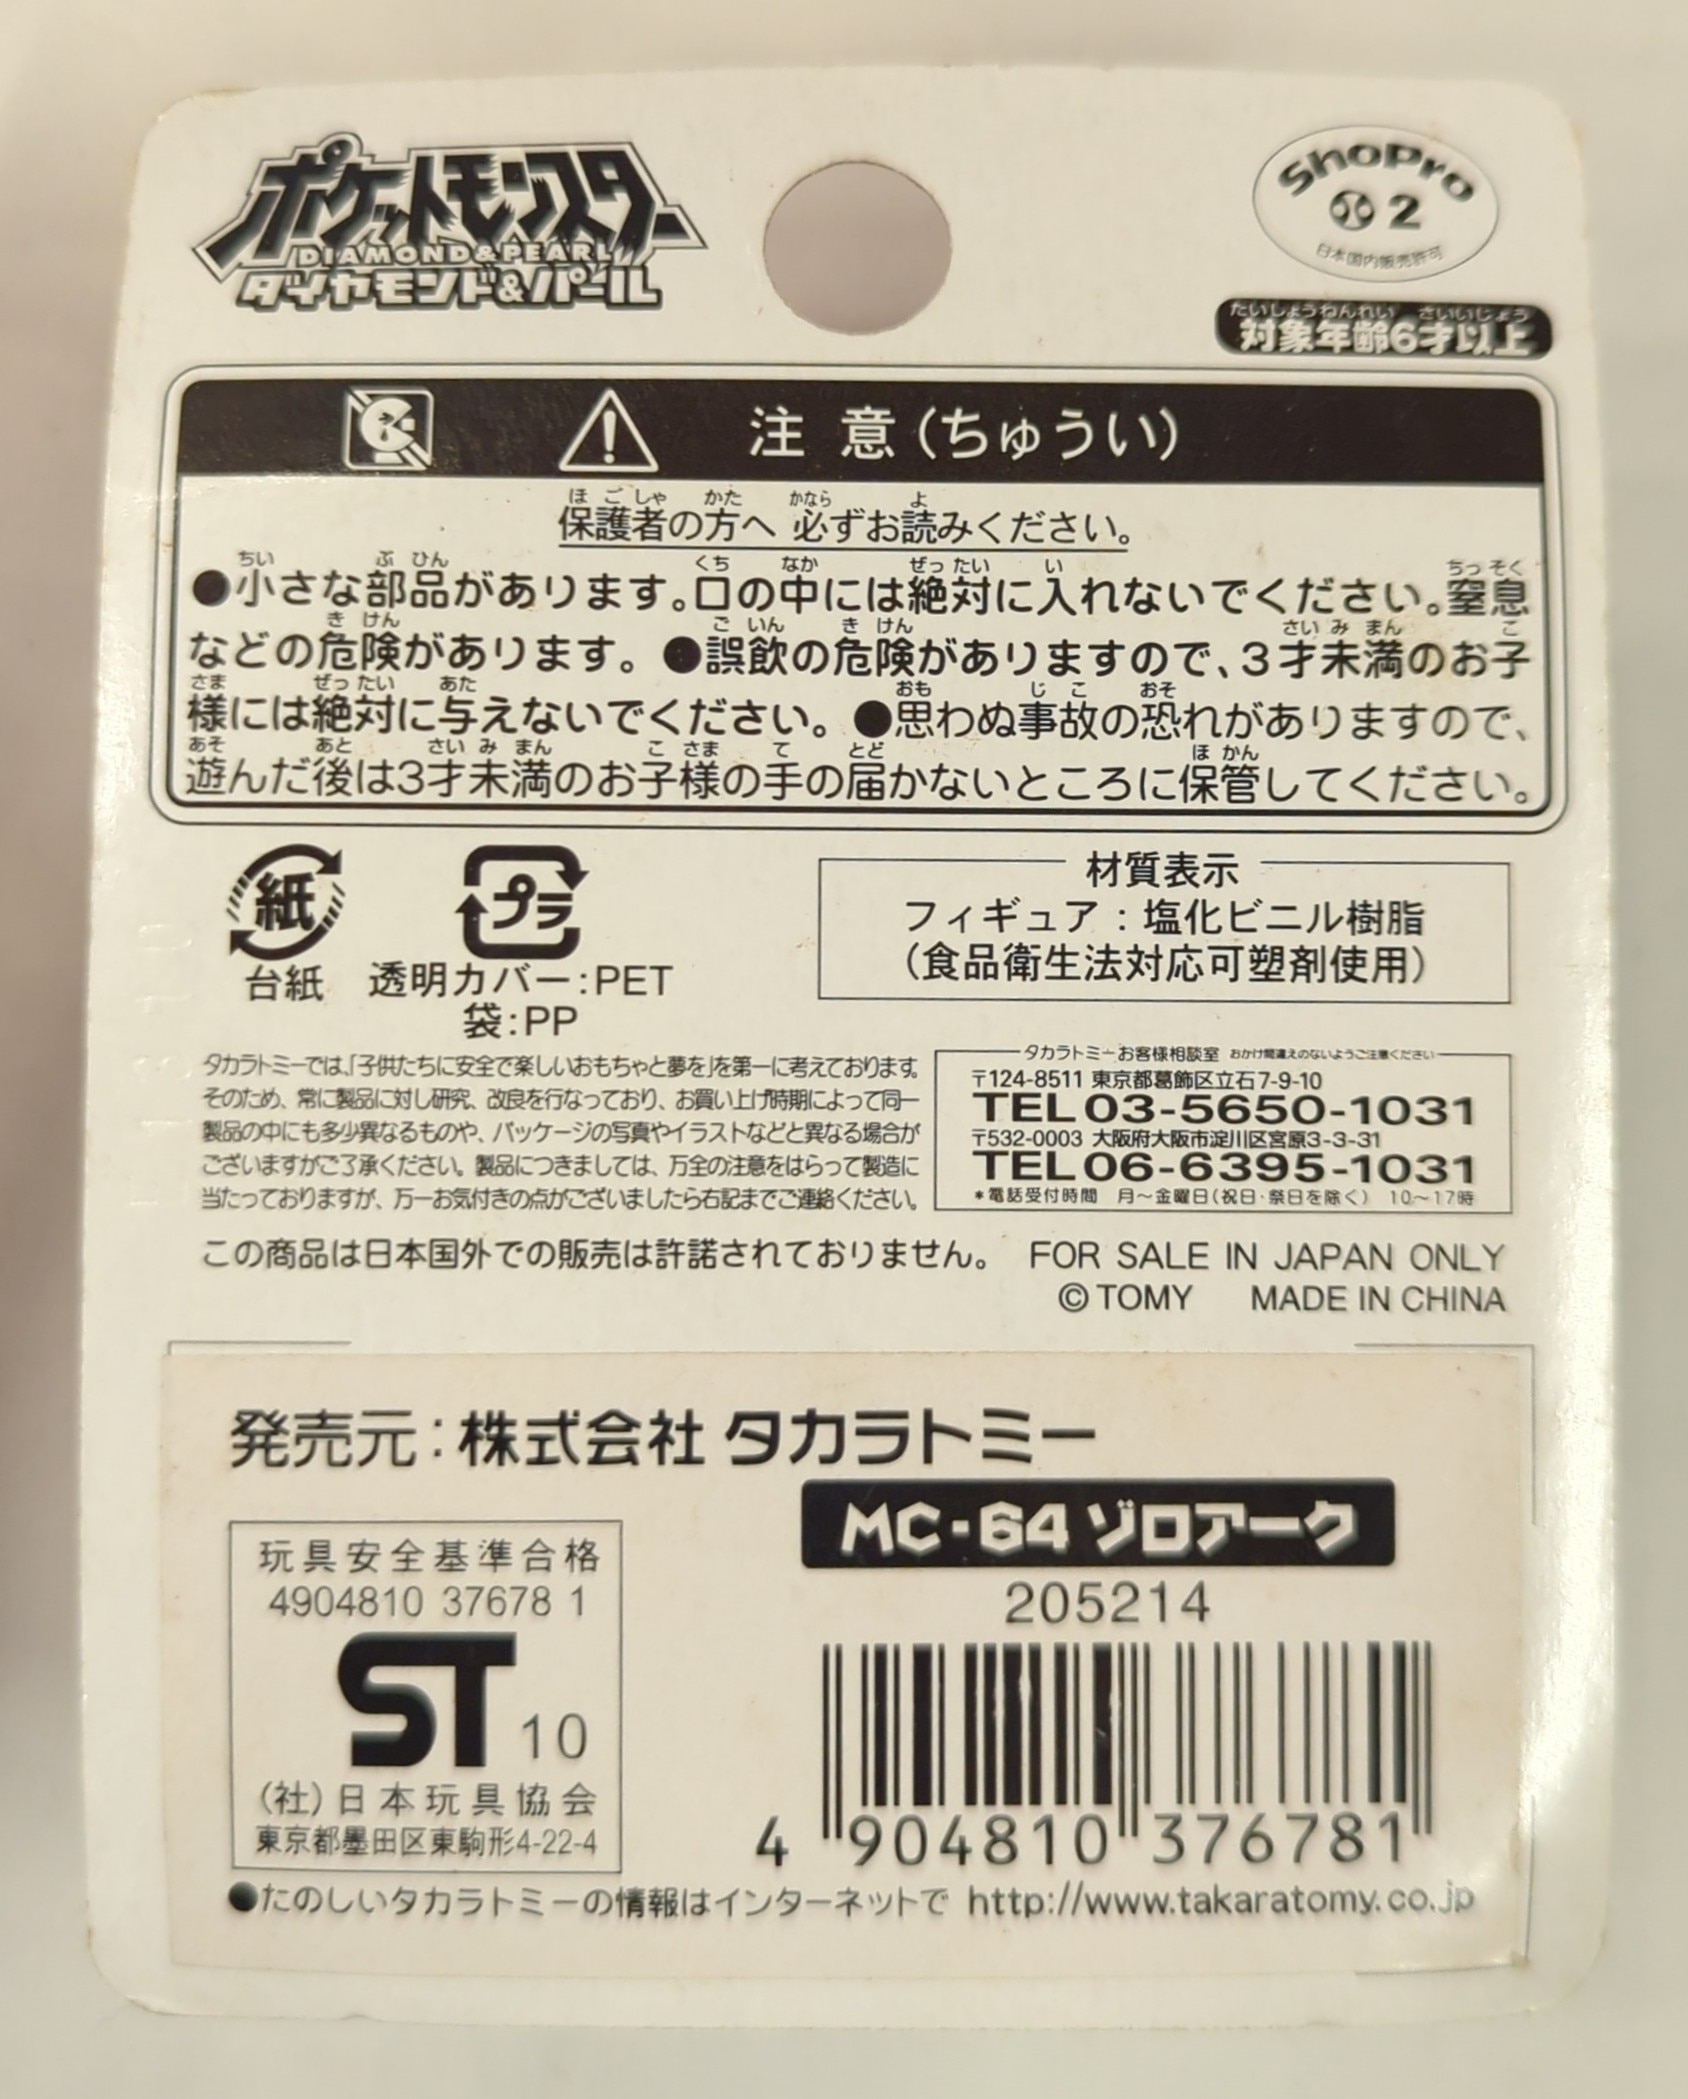 ポケットモンスター
DIAMOND & PEARL
ダイヤモンド&パール
ShoPro
2
日本国内販売許可
たいしょうねんれい さいいじょう
対象年齢6才以上
注 意（ちゅうい）
ほごしゃ かた かなら よ
保護者の方へ 必ずお読みください。
ちい ぶひん くち なか ぜったい い ちっそく
●小さな部品があります。口の中には絶対に入れないでください。窒息
きけん ごいん きけん さいみまん こ
などの危険があります。●誤飲の危険がありますので、3才未満のお子
さま ぜったい あた おも じこ おそ
様には絶対に与えないでください。●思わぬ事故の恐れがありますので、
あそ あと さいみまん こさま て とど ほかん
遊んだ後は3才未満のお子様の手の届かないところに保管してください。
紙
台紙
プラ
透明カバー:PET
袋:PP
材質表示
フィギュア：塩化ビニル樹脂
（食品衛生法対応可塑剤使用）
タカラトミーでは、「子供たちに安全で楽しいおもちゃと夢を」を第一に考えております。
そのため、常に製品に対し研究、改良を行なっており、お買い上げ時期によって同一
製品の中にも多少異なるものや、パッケージの写真やイラストなどと異なる場合が
ございますがご了承ください。製品につきましては、万全の注意をはらって製造に
当たっておりますが、万一お気付きの点がございましたら右記までご連絡ください。
タカラトミーお客様相談室 おかけ間違えのないようご注意ください
〒124-8511 東京都葛飾区立石7-9-10
TEL 03-5650-1031
〒532-0003 大阪府大阪市淀川区宮原3-3-31
TEL 06-6395-1031
＊電話受付時間 月〜金曜日（祝日・祭日を除く） 10〜17時
この商品は日本国外での販売は許諾されておりません。 FOR SALE IN JAPAN ONLY
© TOMY MADE IN CHINA
発売元：株式会社 タカラトミー
MC-64 ゾロアーク
205214
玩具安全基準合格
4904810 37678 1
ST 10
（社）日本玩具協会
東京都墨田区東駒形4-22-4
4 904810 376781
●たのしいタカラトミーの情報はインターネットで http://www.takaratomy.co.jp